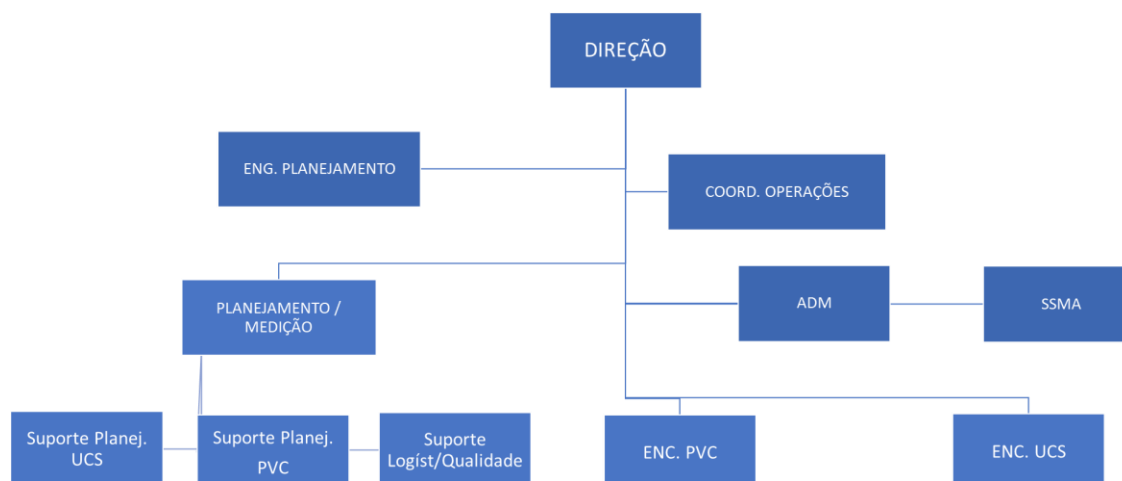 DIREÇÃO
ENG. PLANEJAMENTO
COORD. OPERAÇÕES
PLANEJAMENTO /
MEDIÇÃO
ADM
SSMA
Suporte Planej.
UCS
Suporte Planej.
PVC
Suporte
Logíst/Qualidade
ENC. PVC
ENC. UCS